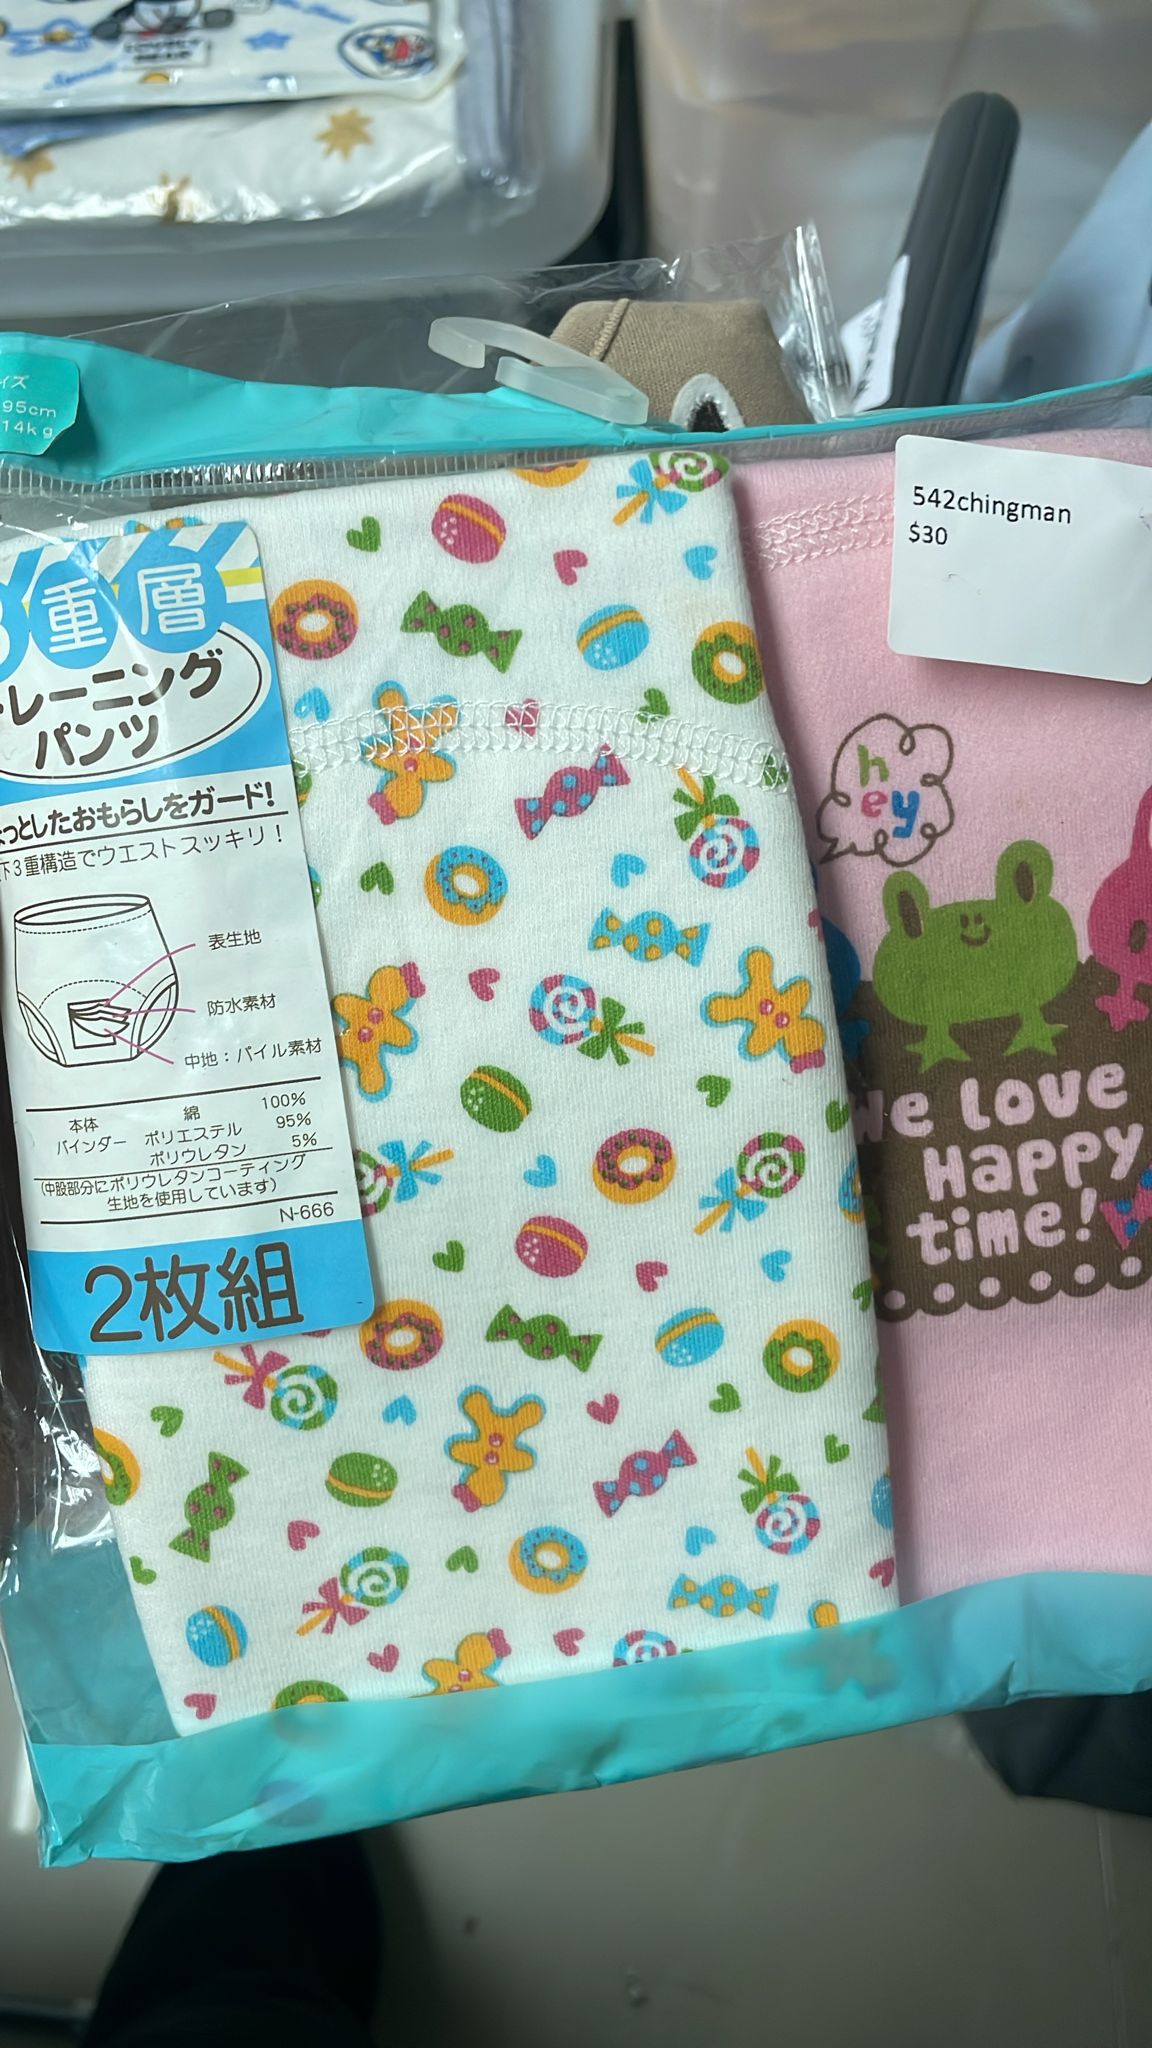 イズ
95cm
14kg
542chingman
$30
3重層
トレーニング
パンツ
っとしたおもらしをガード!
下3重構造でウエストスッキリ!
表生地
防水素材
中地:パイル素材
本体 綿 100%
バインダー ポリエステル 95%
ポリウレタン 5%
(中股部分にポリウレタンコーティング
生地を使用しています)
N-666
2枚組
hey
We Love
Happy
time!